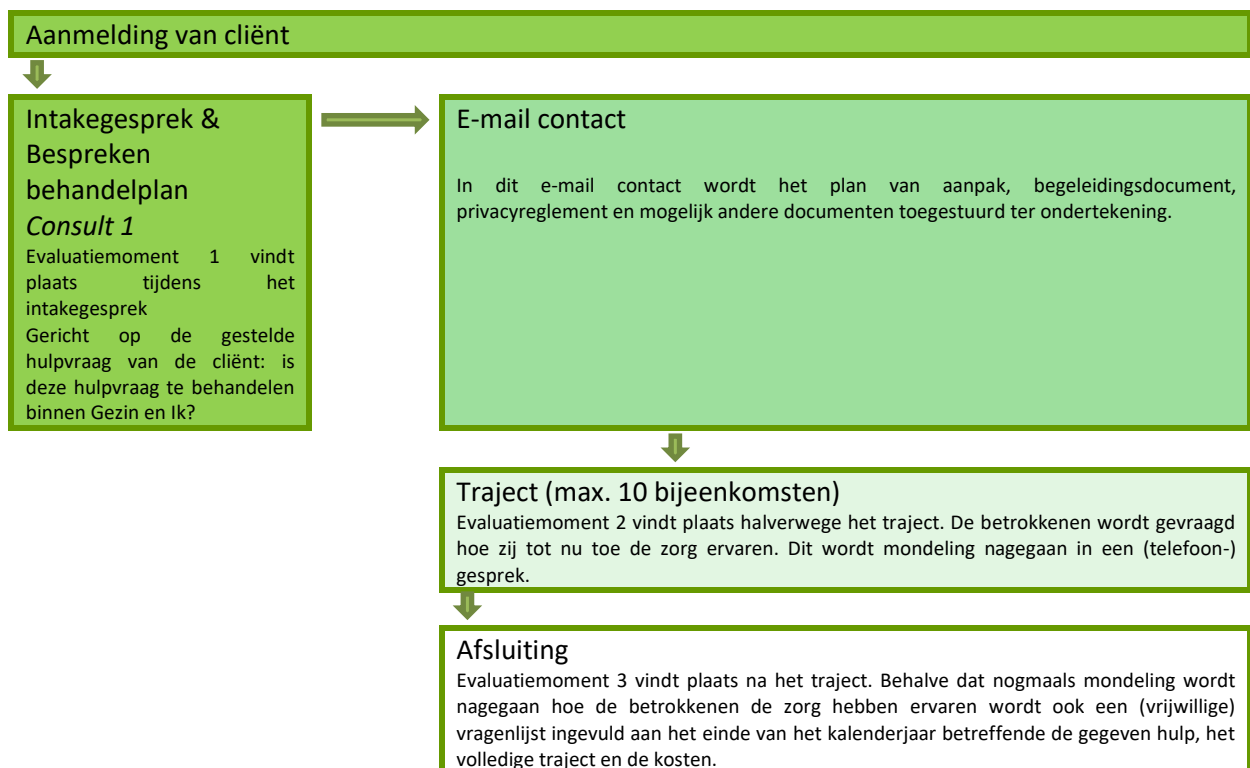 Aanmelding van cliënt
Intakegesprek &
Bespreken
behandelplan
Consult 1
Evaluatiemoment 1 vindt
plaats tijdens het
intakegesprek
Gericht op de gestelde
hulpvraag van de cliënt: is
deze hulpvraag te behandelen
binnen Gezin en Ik?
E-mail contact
In dit e-mail contact wordt het plan van aanpak, begeleidingsdocument,
privacyreglement en mogelijk andere documenten toegestuurd ter ondertekening.
Traject (max. 10 bijeenkomsten)
Evaluatiemoment 2 vindt plaats halverwege het traject. De betrokkenen wordt gevraagd
hoe zij tot nu toe de zorg ervaren. Dit wordt mondeling nagegaan in een (telefoon-)
gesprek.
Afsluiting
Evaluatiemoment 3 vindt plaats na het traject. Behalve dat nogmaals mondeling wordt
nagegaan hoe de betrokkenen de zorg hebben ervaren wordt ook een (vrijwillige)
vragenlijst ingevuld aan het einde van het kalenderjaar betreffende de gegeven hulp, het
volledige traject en de kosten.